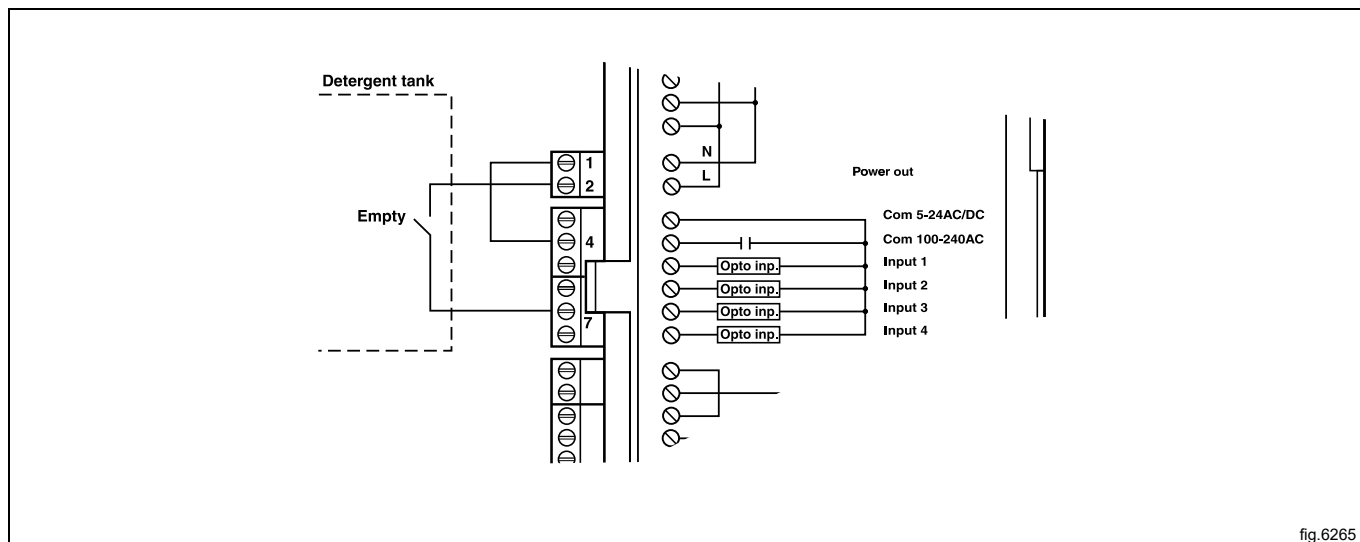 Detergent tank
Empty
1
2
4
7
N
L
Power out
Com 5-24AC/DC
Com 100-240AC
Opto inp. Input 1
Opto inp. Input 2
Opto inp. Input 3
Opto inp. Input 4
fig.6265